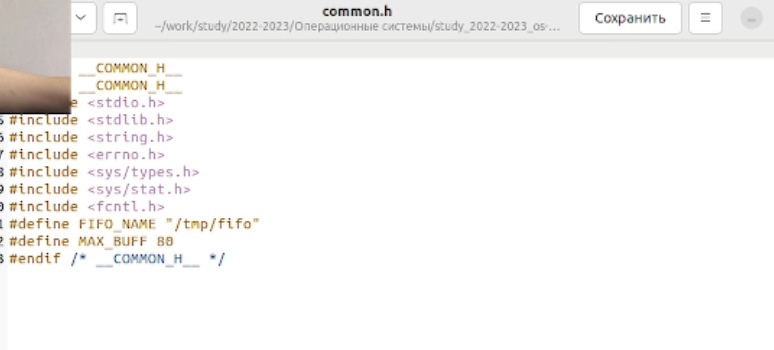 common.h
~/work/study/2022-2023/Операционные системы/study_2022-2023_os-...
Сохранить
__COMMON_H__
__COMMON_H__
e <stdio.h>
5 #include <stdlib.h>
6 #include <string.h>
7 #include <errno.h>
8 #include <sys/types.h>
9 #include <sys/stat.h>
0 #include <fcntl.h>
1 #define FIFO_NAME "/tmp/fifo"
2 #define MAX_BUFF 80
3 #endif /* __COMMON_H__ */